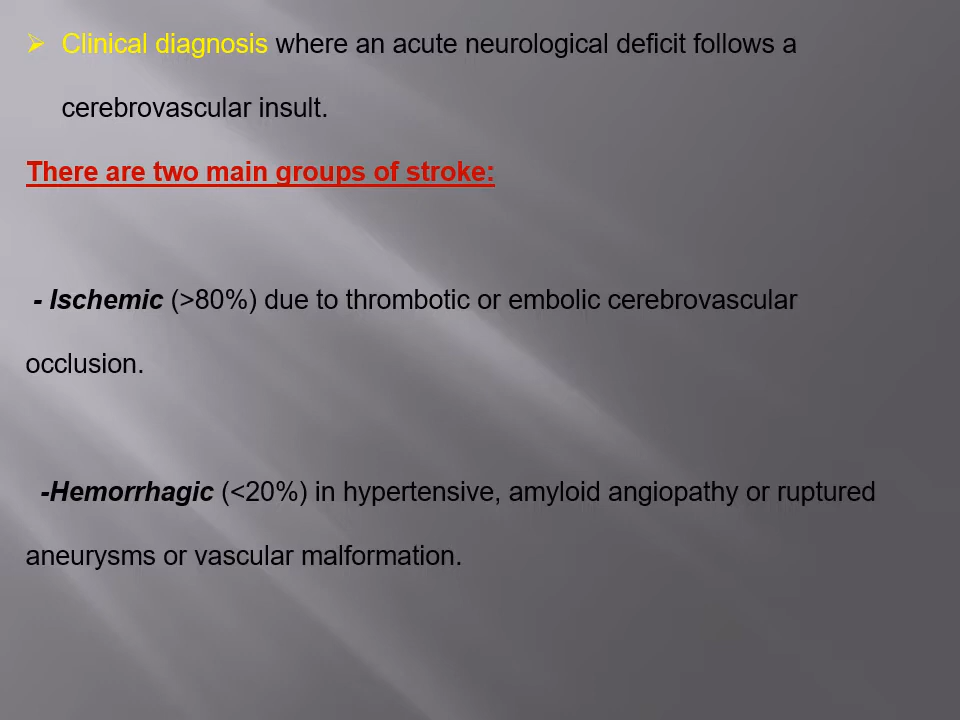 ➢ Clinical diagnosis where an acute neurological deficit follows a
cerebrovascular insult.
There are two main groups of stroke:
- Ischemic (>80%) due to thrombotic or embolic cerebrovascular
occlusion.
-Hemorrhagic (<20%) in hypertensive, amyloid angiopathy or ruptured
aneurysms or vascular malformation.